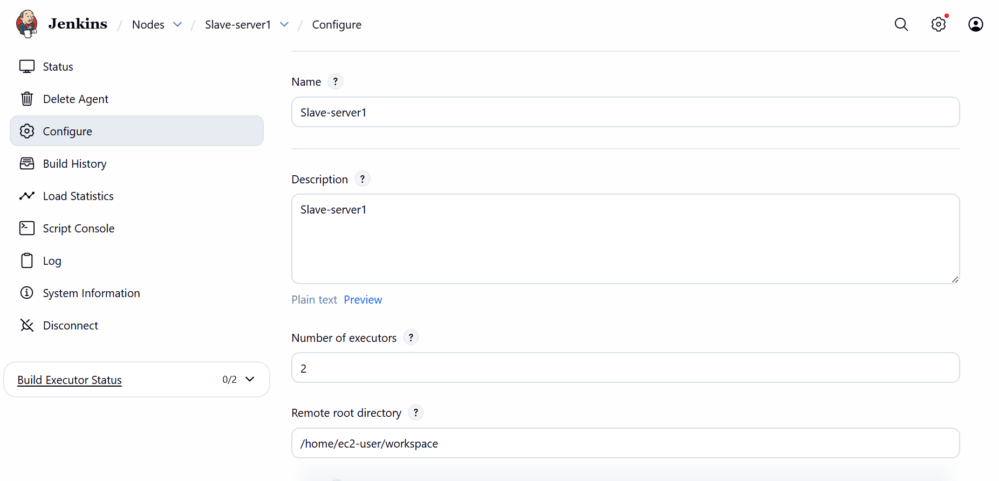 Jenkins / Nodes / Slave-server1 / Configure
Status
Delete Agent
Configure
Build History
Load Statistics
Script Console
Log
System Information
Disconnect
Build Executor Status 0/2
Name ?
Slave-server1
Description ?
Slave-server1
Plain text Preview
Number of executors ?
2
Remote root directory ?
/home/ec2-user/workspace